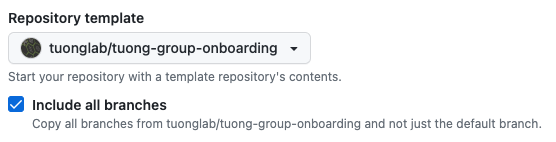 Repository template
tuonglab/tuong-group-onboarding
Start your repository with a template repository's contents.
Include all branches
Copy all branches from tuonglab/tuong-group-onboarding and not just the default branch.